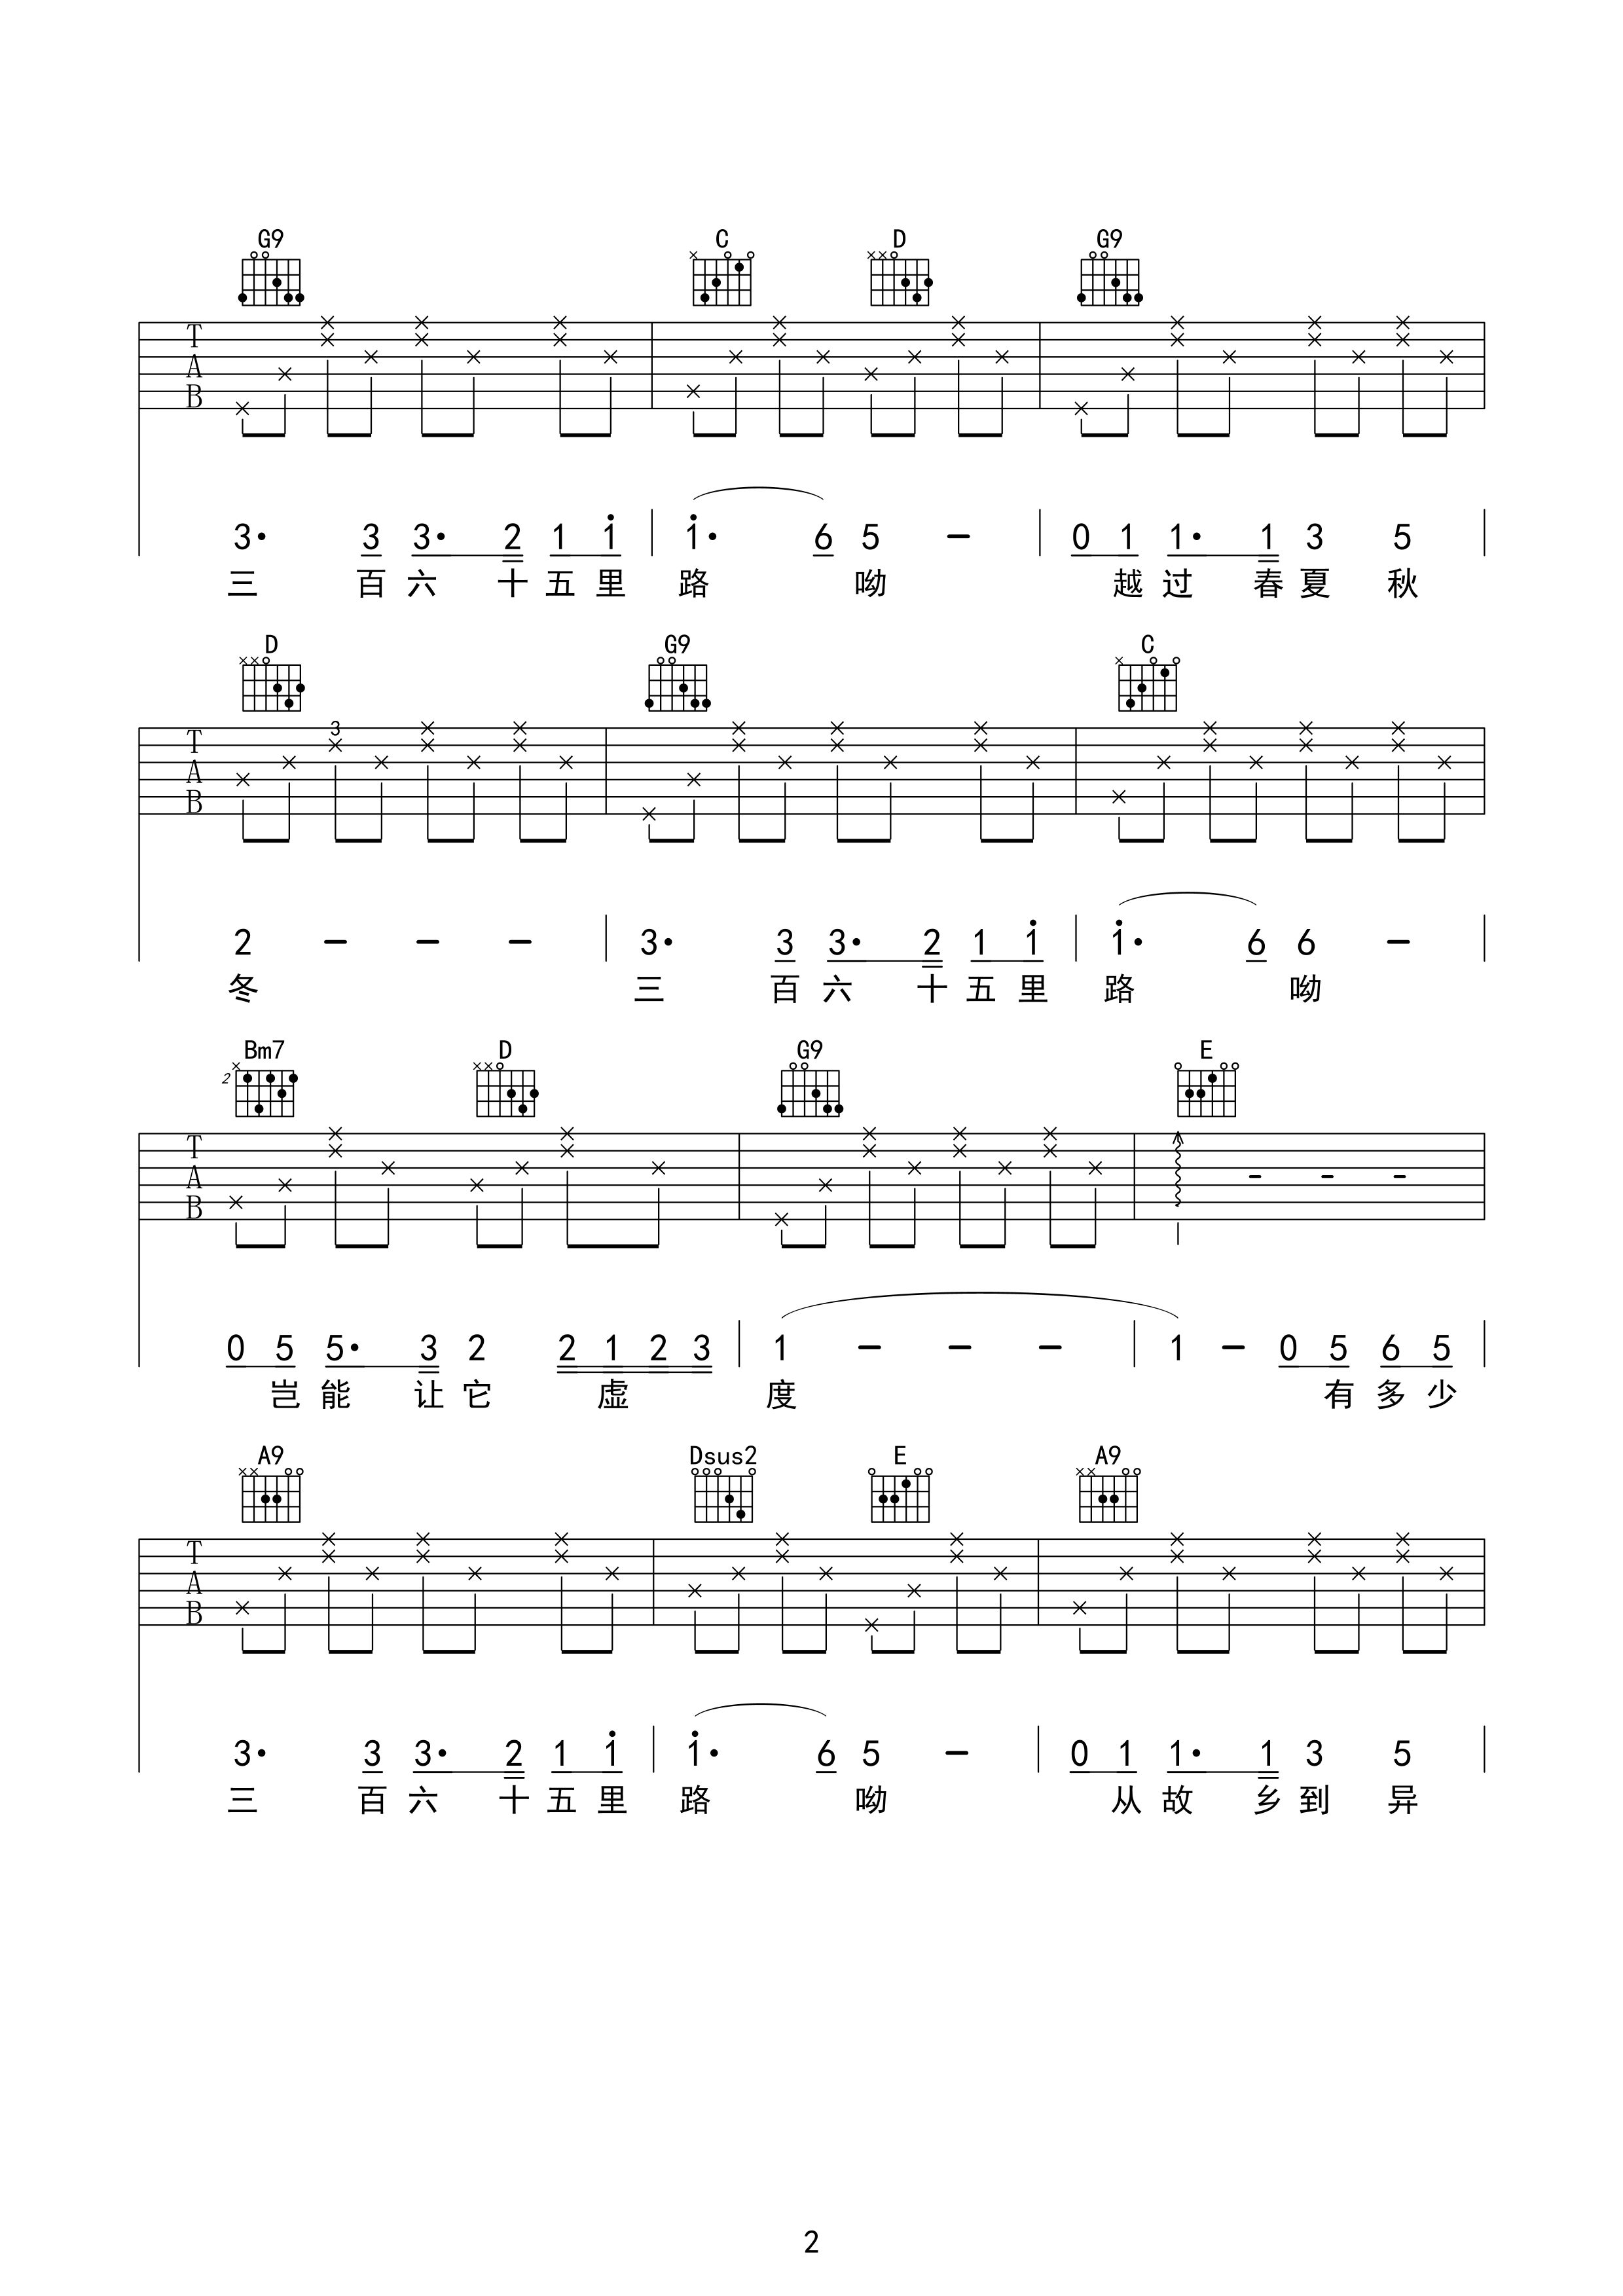 G9 C D G9
T A B
3· 3 3· 2 1 1 1· 6 5 - 0 1 1· 1 3 5
三 百 六 十 五 里 路 呦 越 过 春 夏 秋
D G9 C
T A B 3
2 - - - 3· 3 3· 2 1 1 1· 6 6 -
冬 三 百 六 十 五 里 路 呦
Bm7 D G9 E
2
T A B - - -
0 5 5· 3 2 2 1 2 3 1 - - - 1 - 0 5 6 5
岂 能 让 它 虚 度 有 多 少
A9 Dsus2 E A9
T A B
3· 3 3· 2 1 1 1· 6 5 - 0 1 1· 1 3 5
三 百 六 十 五 里 路 呦 从 故 乡 到 异
2